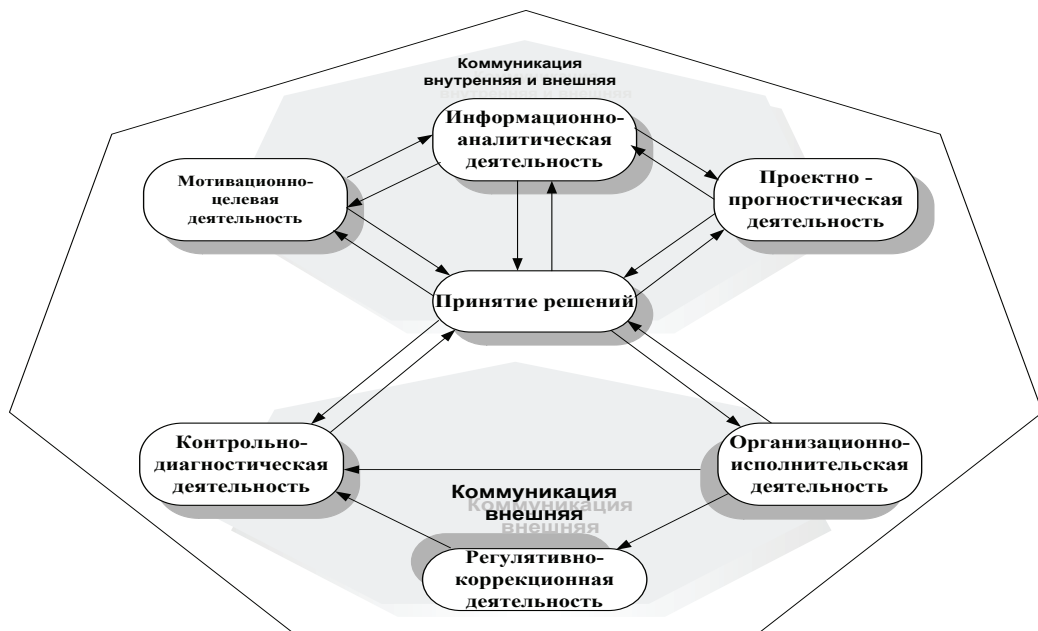 Коммуникация
внутренняя и внешняя
Информационно-
аналитическая
деятельность
Мотивационно-
целевая
деятельность
Проектно -
прогностическая
деятельность
Принятие решений
Контрольно-
диагностическая
деятельность
Организационно-
исполнительская
деятельность
Коммуникация
внешняя
Регулятивно-
коррекционная
деятельность